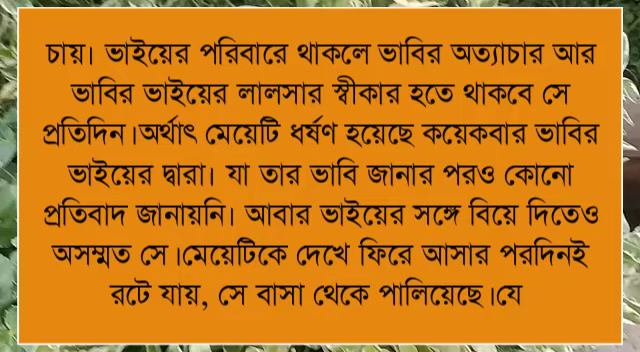 চায়। ভাইয়ের পরিবারে থাকলে ভাবির অত্যাচার আর
ভাবির ভাইয়ের লালসার স্বীকার হতে থাকবে সে
প্রতিদিন।অর্থাৎ মেয়েটি ধর্ষণ হয়েছে কয়েকবার ভাবির
ভাইয়ের দ্বারা। যা তার ভাবি জানার পরও কোনো
প্রতিবাদ জানায়নি। আবার ভাইয়ের সঙ্গে বিয়ে দিতেও
অসম্মত সে।মেয়েটিকে দেখে ফিরে আসার পরদিনই
রটে যায়, সে বাসা থেকে পালিয়েছে।যে